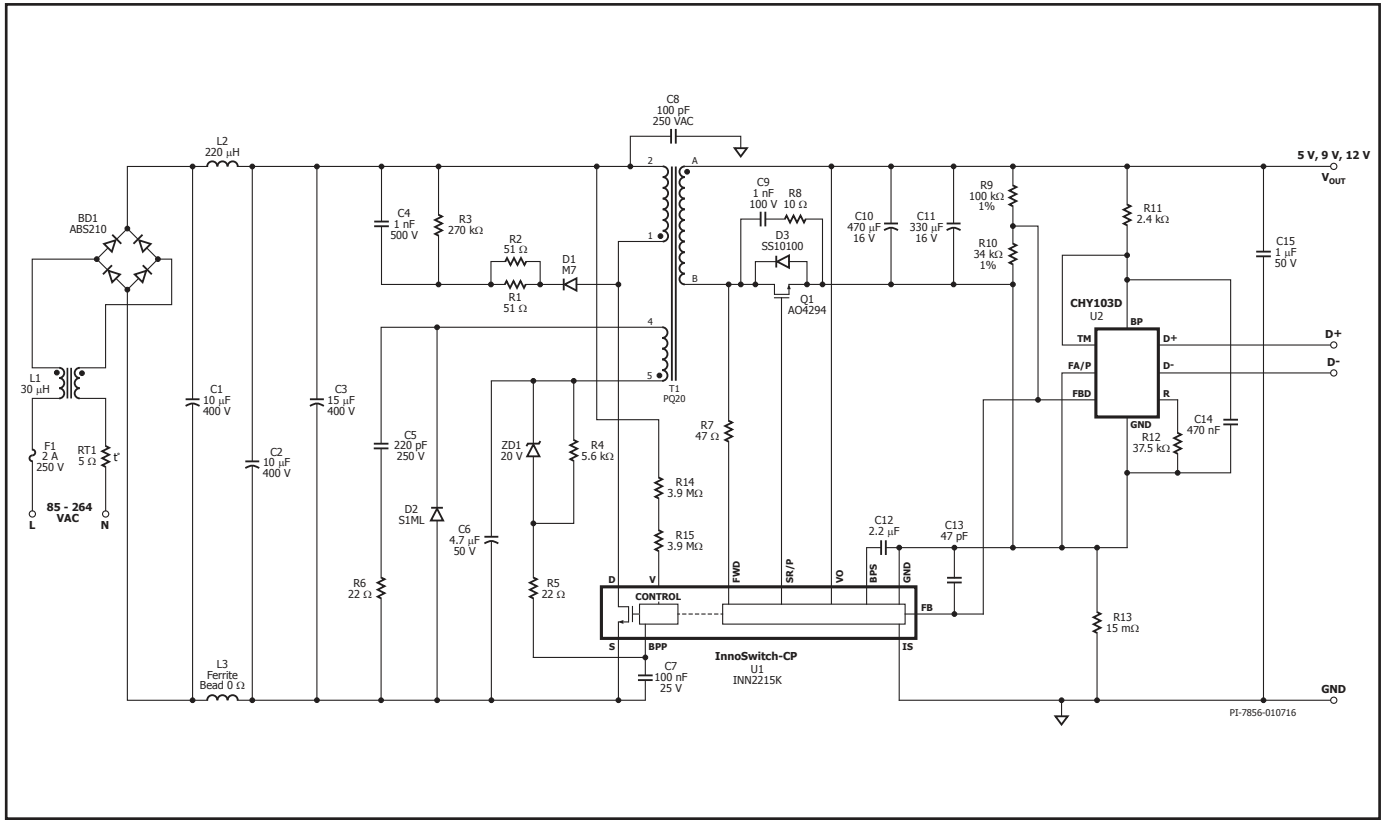 C8
100 pF
250 VAC
L2
220 μH
2
A
5 V, 9 V, 12 V
V_OUT
BD1
ABS210
C4
1 nF
500 V
R3
270 kΩ
R2
51 Ω
D1
M7
R1
51 Ω
1
C9
1 nF
100 V
R8
10 Ω
D3
SS10100
B
Q1
AO4294
C10
470 μF
16 V
C11
330 μF
16 V
R9
100 kΩ
1%
R10
34 kΩ
1%
R11
2.4 kΩ
C15
1 μF
50 V
CHY103D
U2
BP
TM
D+
D+
FA/P
D-
D-
FBD
R
GND
C14
470 nF
R12
37.5 kΩ
4
5
T1
PQ20
L1
30 μH
C1
10 μF
400 V
C3
15 μF
400 V
F1
2 A
250 V
RT1
5 Ω
t°
C2
10 μF
400 V
C5
220 pF
250 V
ZD1
20 V
R4
5.6 kΩ
R7
47 Ω
85 - 264
VAC
L
N
R14
3.9 MΩ
D2
S1ML
C6
4.7 μF
50 V
R15
3.9 MΩ
C12
2.2 μF
C13
47 pF
R6
22 Ω
R5
22 Ω
D
V
FWD
SR/P
VO
BPS
GND
CONTROL
FB
R13
15 mΩ
S
BPP
IS
InnoSwitch-CP
U1
INN2215K
C7
100 nF
25 V
L3
Ferrite
Bead 0 Ω
GND
PI-7856-010716